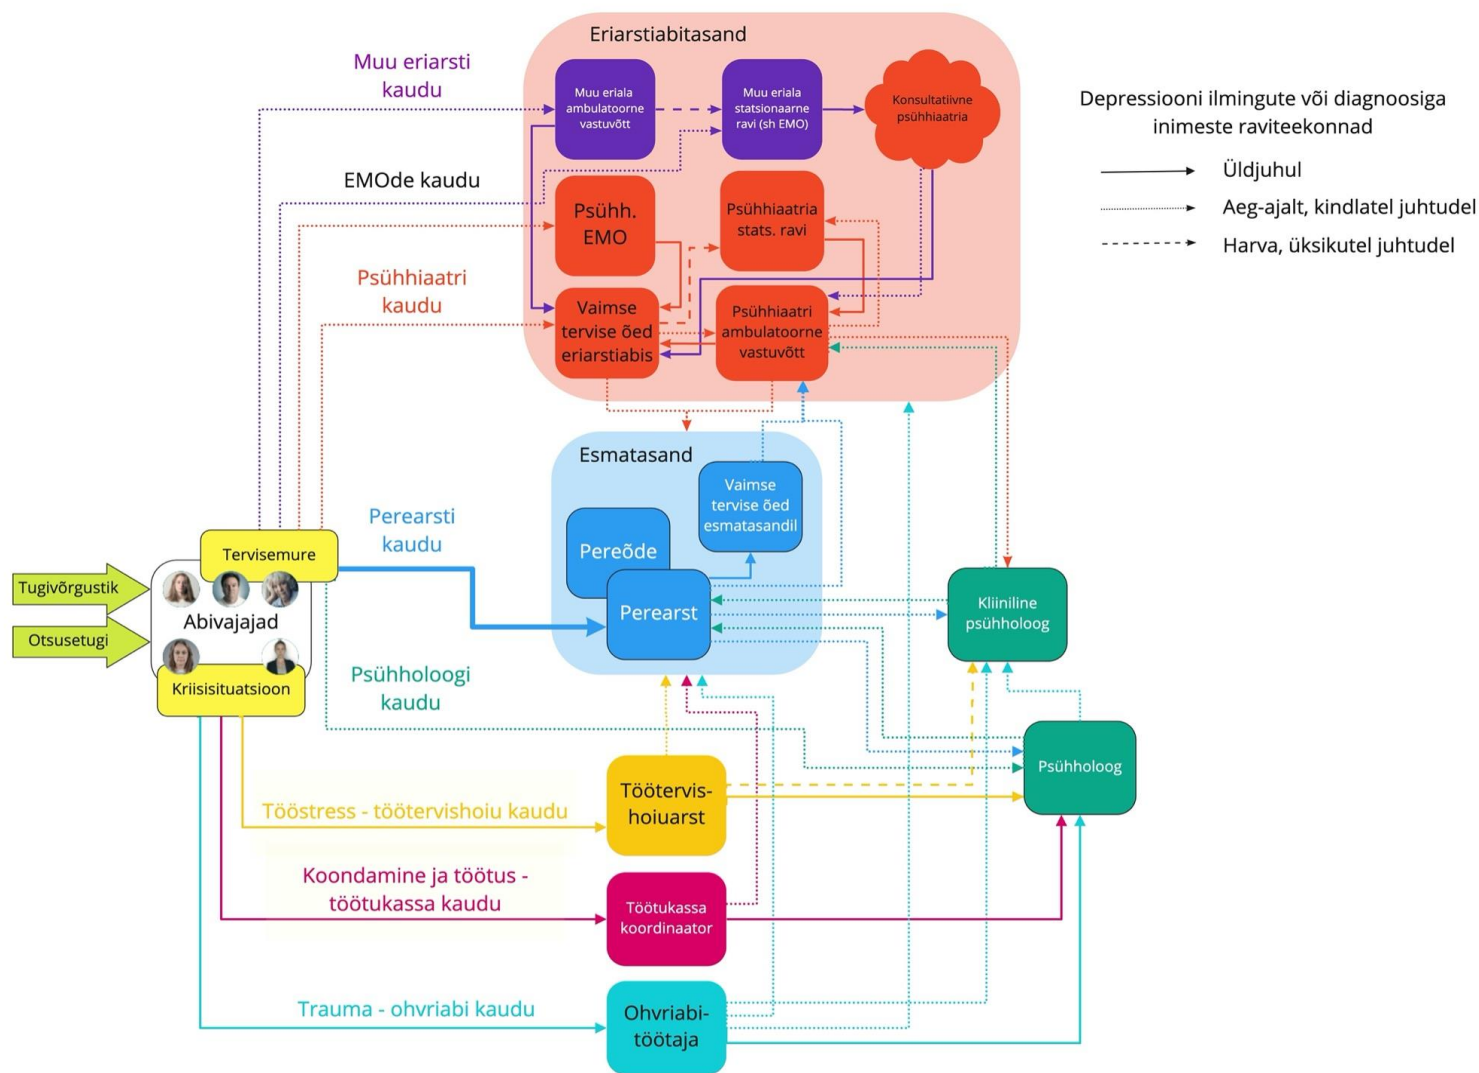 Eriarstiabitasand
Muu eriarsti
kaudu
Muu eriala
ambulatoorne
vastuvõtt
Muu eriala
statsionaarne
ravi (sh EMO)
Konsultatiivne
psühhiaatria
Depressiooni ilmingute või diagnoosiga
inimeste raviteekonnad
Üldjuhul
Aeg-ajalt, kindlatel juhtudel
Harva, üksikutel juhtudel
EMOde kaudu
Psühh.
EMO
Psühhiaatria
stats. ravi
Psühhiaatri
kaudu
Vaimse
tervise õed
eriarstiabis
Psühhiaatri
ambulatoorne
vastuvõtt
Esmatasand
Vaimse
tervise õed
esmatasandil
Perearsti
kaudu
Pereõde
Perearst
Tervisemure
Tugivõrgustik
Abivajajad
Otsusetugi
Kriisisituatsioon
Kliiniline
psühholoog
Psühholoogi
kaudu
Psühholoog
Tööstress - töötervishoiu kaudu
Töötervis-
hoiuarst
Koondamine ja töötus -
töötukassa kaudu
Töötukassa
koordinaator
Trauma - ohvriabi kaudu
Ohvriabi-
töötaja